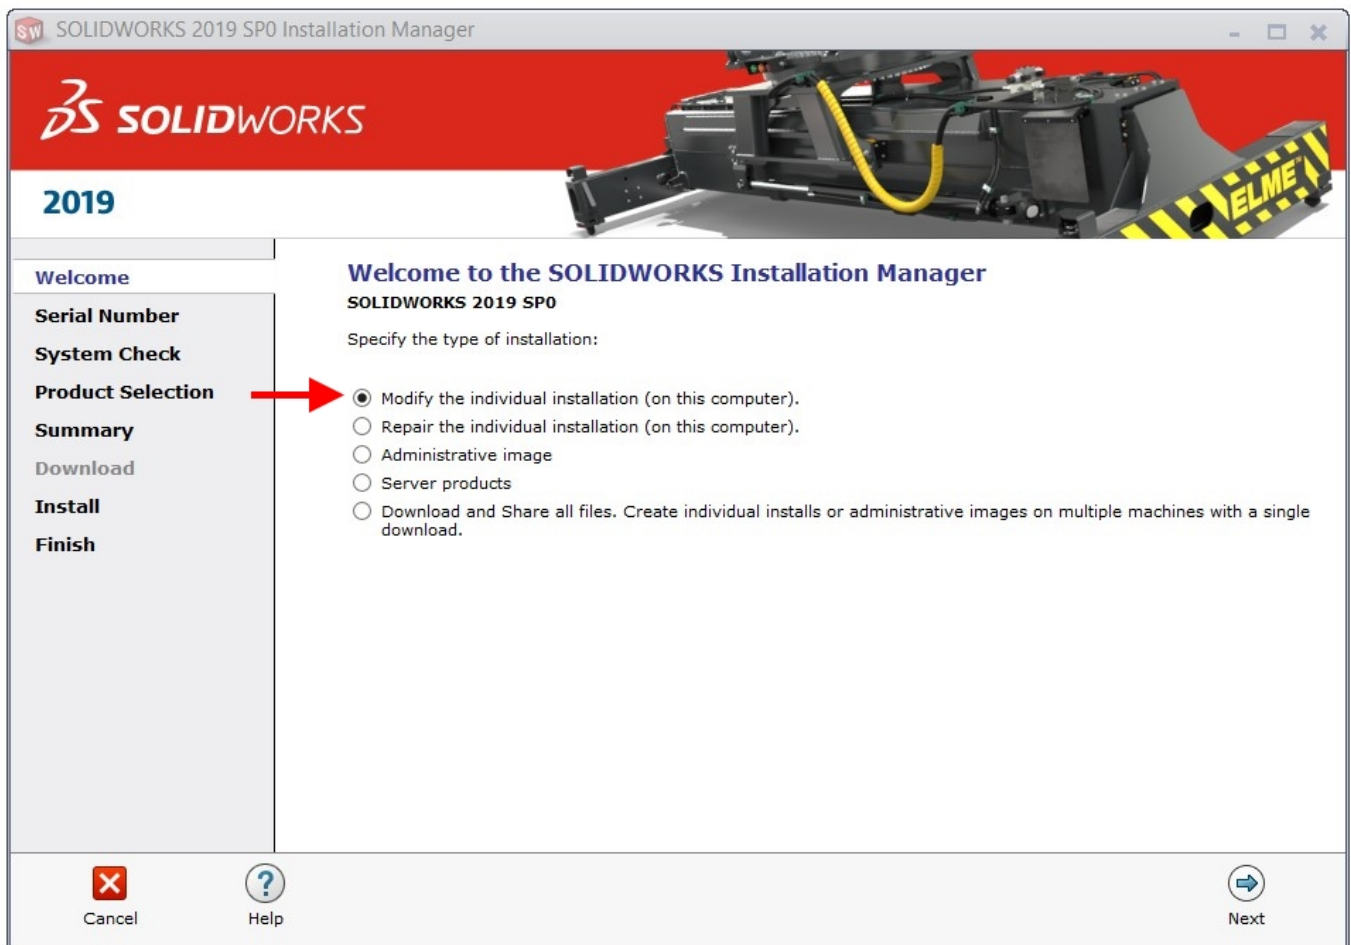 SOLIDWORKS 2019 SP0 Installation Manager
SOLIDWORKS
2019
ELME™
Welcome
Serial Number
System Check
Product Selection
Summary
Download
Install
Finish
Welcome to the SOLIDWORKS Installation Manager
SOLIDWORKS 2019 SP0
Specify the type of installation:
Modify the individual installation (on this computer).
Repair the individual installation (on this computer).
Administrative image
Server products
Download and Share all files. Create individual installs or administrative images on multiple machines with a single
download.
Cancel
Help
Next